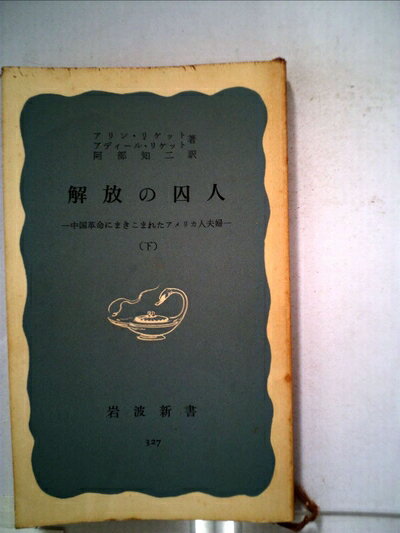 アリン・リケット著
アディール・リケット
阿部知二訳
解放の囚人
—中国革命にまきこまれたアメリカ人夫婦—
(下)
岩波新書
327